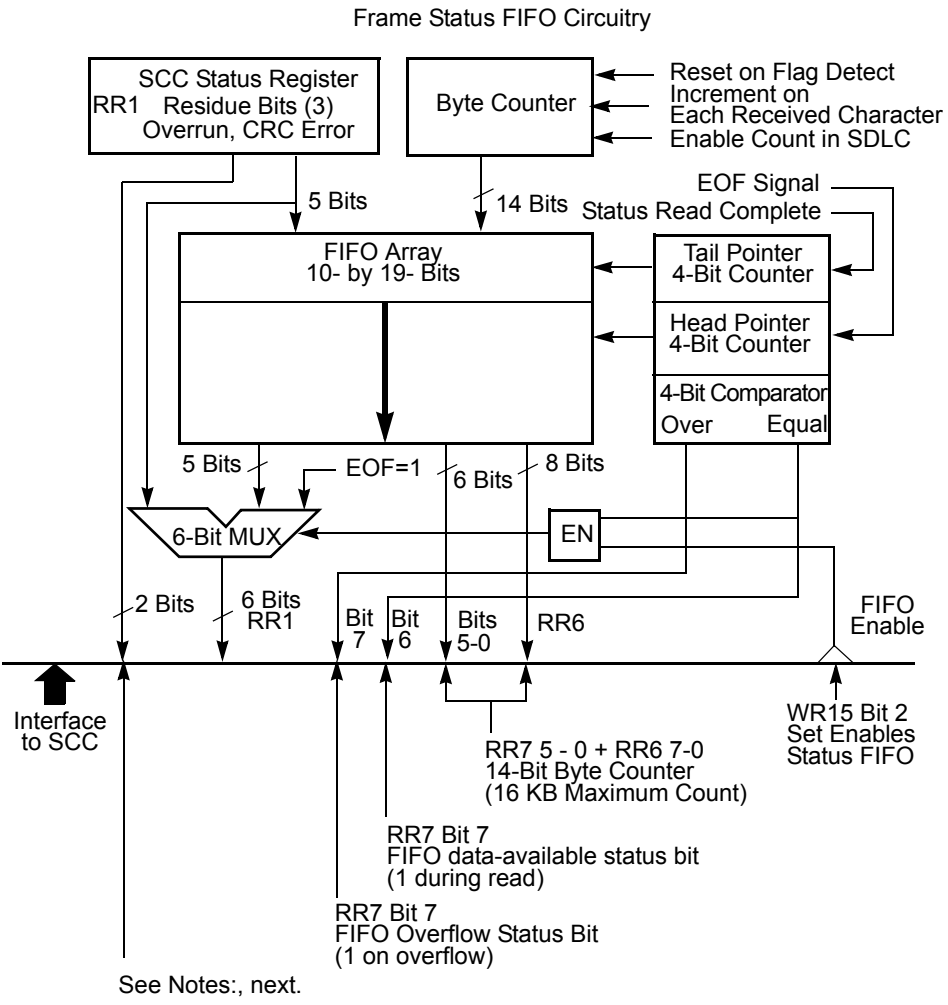 Frame Status FIFO Circuitry
SCC Status Register
RR1 Residue Bits (3)
Overrun, CRC Error
Byte Counter
Reset on Flag Detect
Increment on
Each Received Character
Enable Count in SDLC
EOF Signal
Status Read Complete
5 Bits
14 Bits
FIFO Array
10- by 19- Bits
Tail Pointer
4-Bit Counter
Head Pointer
4-Bit Counter
4-Bit Comparator
Over Equal
5 Bits
EOF=1
6 Bits
8 Bits
6-Bit MUX
EN
2 Bits
6 Bits
RR1
Bit
7
Bit
6
Bits
5-0
RR6
FIFO
Enable
Interface
to SCC
WR15 Bit 2
Set Enables
Status FIFO
RR7 5 - 0 + RR6 7-0
14-Bit Byte Counter
(16 KB Maximum Count)
RR7 Bit 7
FIFO data-available status bit
(1 during read)
RR7 Bit 7
FIFO Overflow Status Bit
(1 on overflow)
See Notes:, next.